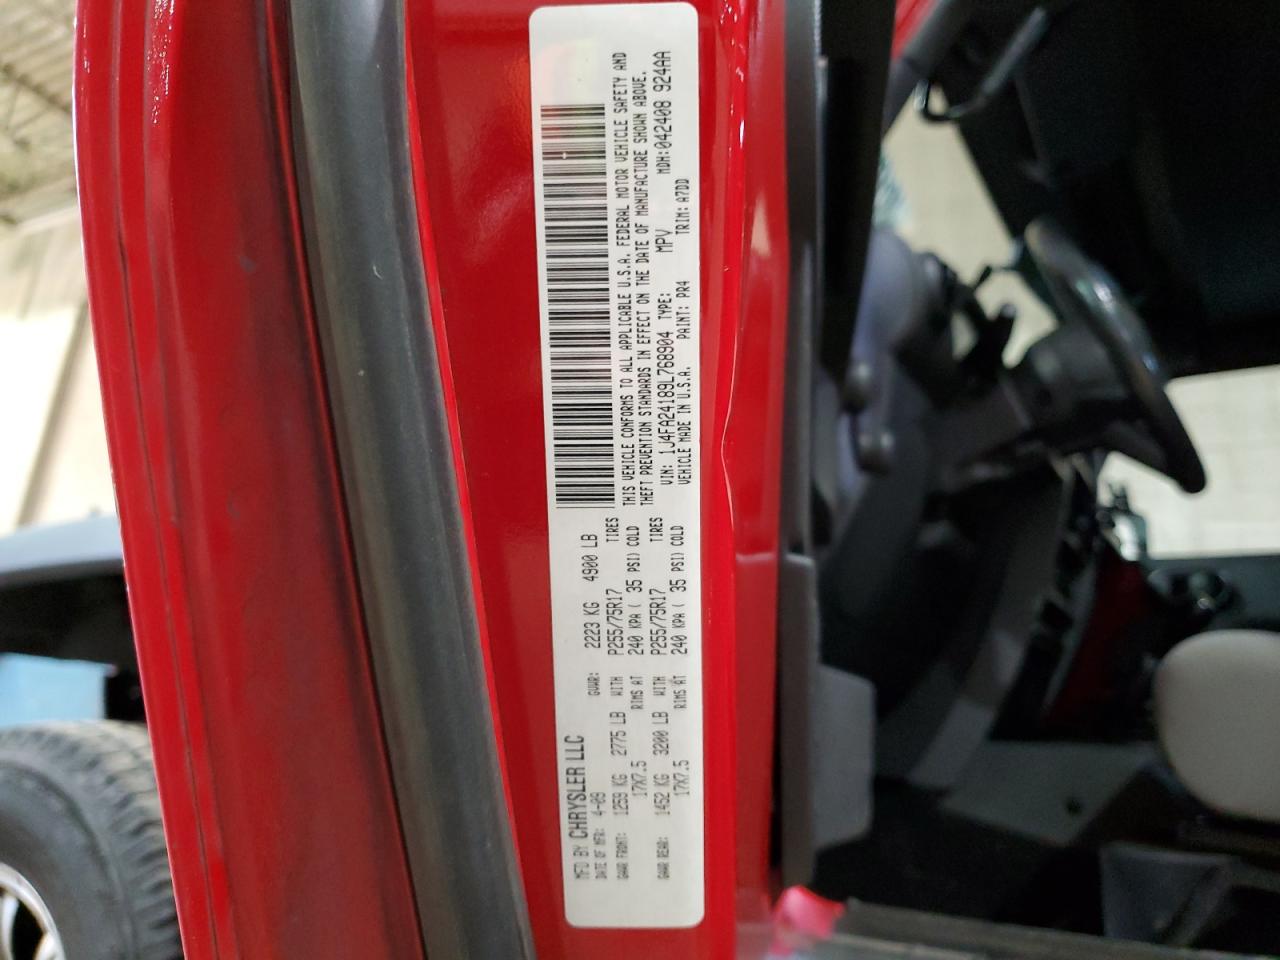 MFD BY CHRYSLER LLC
DATE OF MFR: 4-09 GVWR: 2223 KG 4900 LB
GAWR FRONT: 1259 KG 2775 LB WITH P255/75R17 TIRES
17X7.5 RIMS AT 240 KPA ( 35 PSI) COLD
GAWR REAR: 1452 KG 3200 LB WITH P255/75R17 TIRES
17X7.5 RIMS AT 240 KPA ( 35 PSI) COLD
THIS VEHICLE CONFORMS TO ALL APPLICABLE U.S.A. FEDERAL MOTOR VEHICLE SAFETY AND
THEFT PREVENTION STANDARDS IN EFFECT ON THE DATE OF MANUFACTURE SHOWN ABOVE.
VIN: 1J4FA24189L768904 TYPE: MPV MDH:042408 924AA
VEHICLE MADE IN U.S.A. PAINT: PR4 TRIM: A7DD